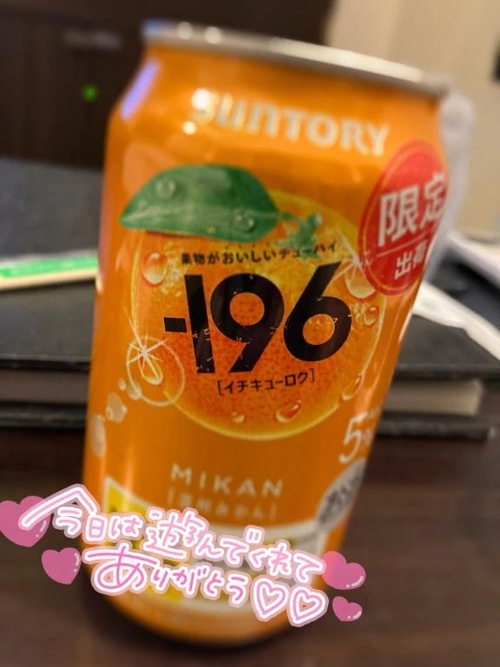 SUNTORY
限定
出荷
果物がおいしいチューハイ
-196
[イチキューロク]
5%
MIKAN
今日は遊んでくれて
ありがとう♡♡